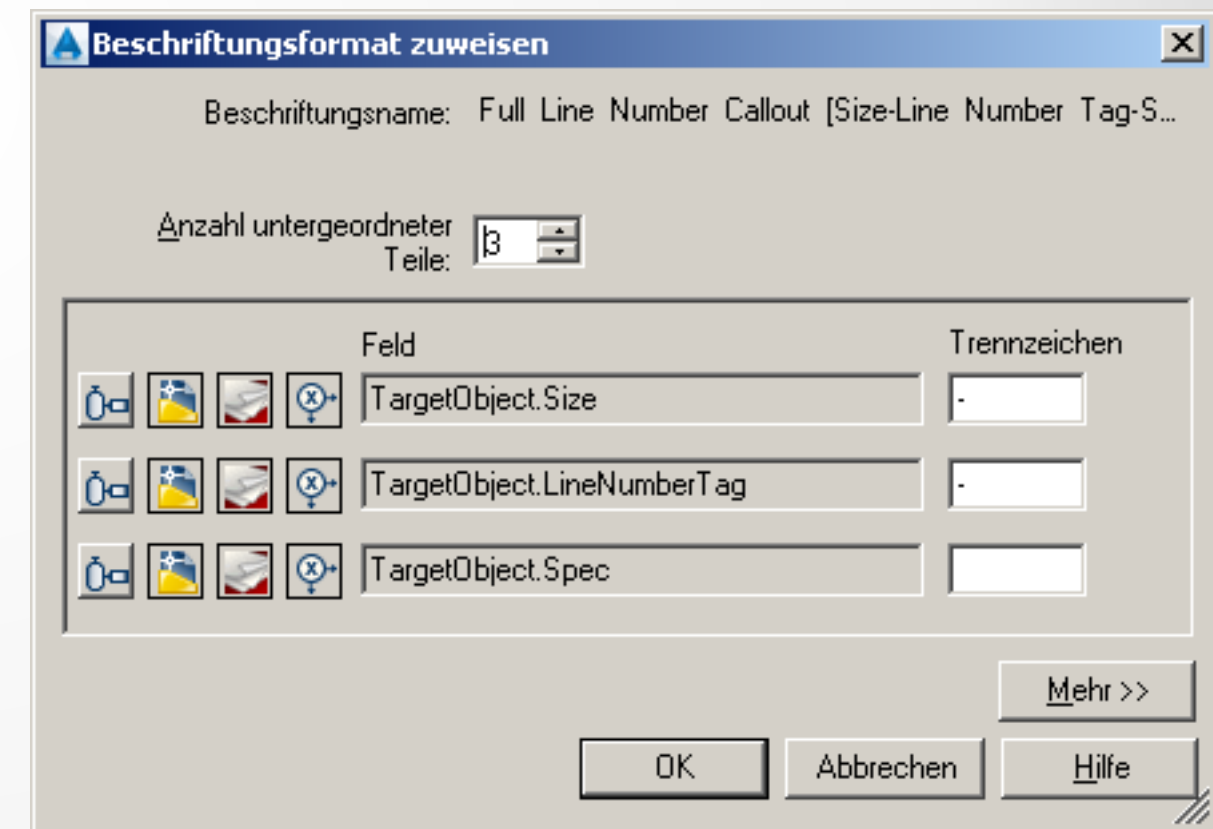 Beschriftungsformat zuweisen
Beschriftungsname: Full Line Number Callout [Size-Line Number Tag-S...
Anzahl untergeordneter
Teile: 3
Feld Trennzeichen
TargetObject.Size -
TargetObject.LineNumberTag -
TargetObject.Spec
Mehr >>
OK Abbrechen Hilfe